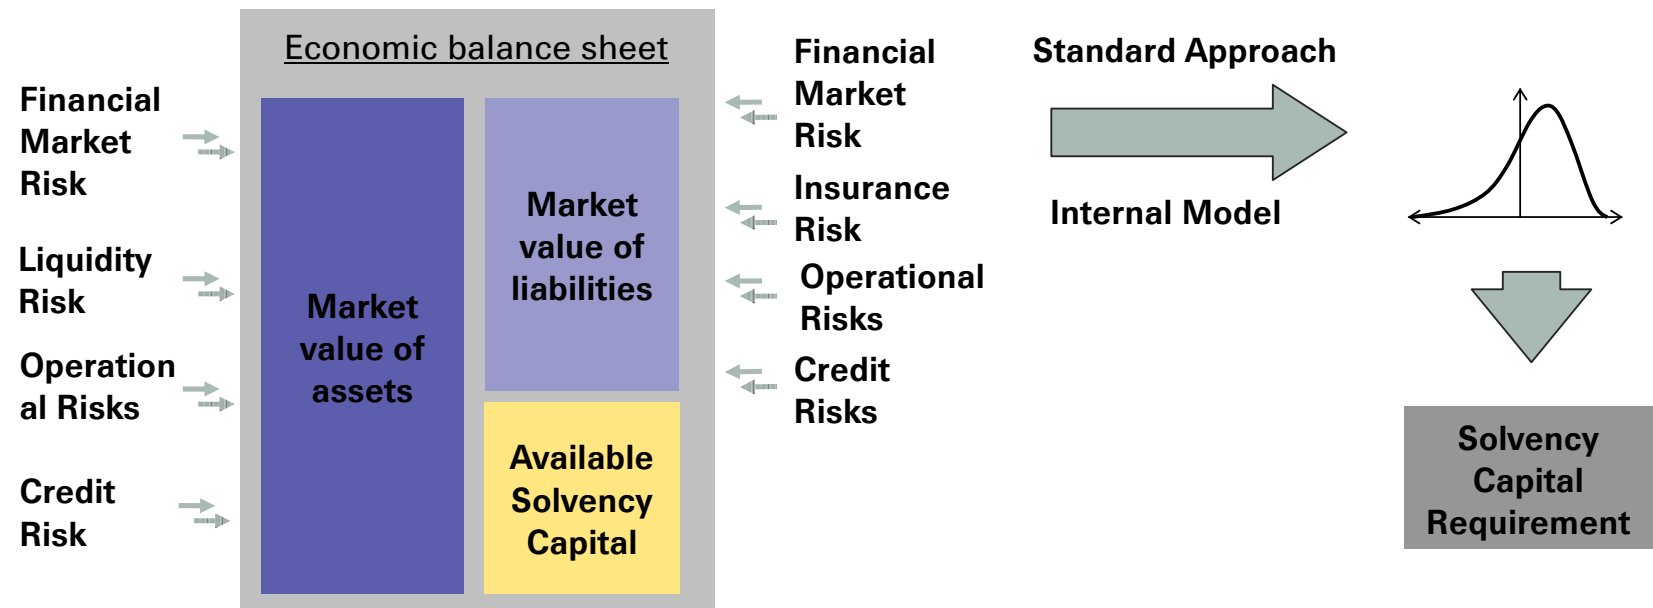 Economic balance sheet
Financial
Market
Risk
Liquidity
Risk
Operation
al Risks
Credit
Risk
Market
value of
assets
Market
value of
liabilities
Available
Solvency
Capital
Financial
Market
Risk
Insurance
Risk
Operational
Risks
Credit
Risks
Standard Approach
Internal Model
Solvency
Capital
Requirement